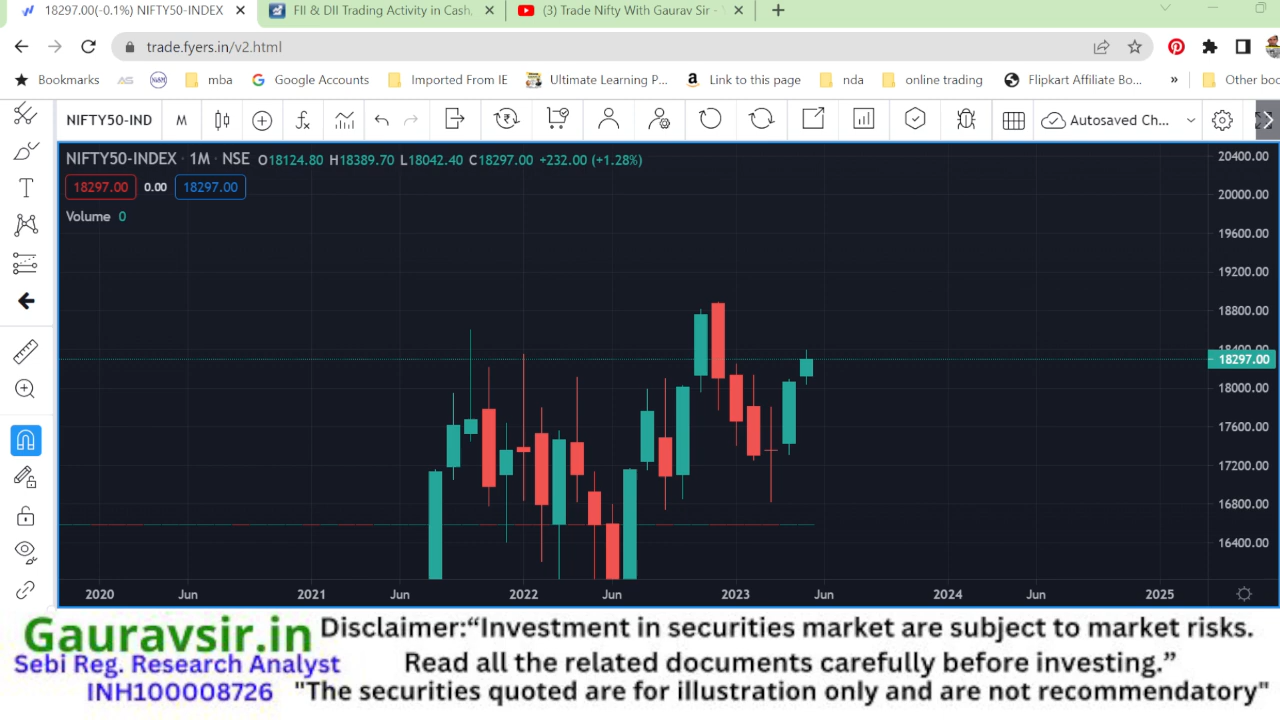 18297.00(-0.1%) NIFTY50-INDEX
FII & DII Trading Activity in Cash,
(3) Trade Nifty With Gaurav Sir -
trade.fyers.in/v2.html
Bookmarks
mba
Google Accounts
Imported From IE
Ultimate Learning P...
Link to this page
nda
online trading
Flipkart Affiliate Bo...
»
Other boo
NIFTY50-IND
M
Autosaved Ch...
NIFTY50-INDEX · 1M · NSE O18124.80 H18389.70 L18042.40 C18297.00 +232.00 (+1.28%)
18297.00 0.00 18297.00
Volume 0
20400.00
20000.00
19600.00
19200.00
18800.00
18400.00
18297.00
18000.00
17600.00
17200.00
16800.00
16400.00
2020 Jun 2021 Jun 2022 Jun 2023 Jun 2024 Jun 2025
Gauravsir.in
Sebi Reg. Research Analyst
INH100008726
Disclaimer:“Investment in securities market are subject to market risks.
Read all the related documents carefully before investing.”
"The securities quoted are for illustration only and are not recommendatory"